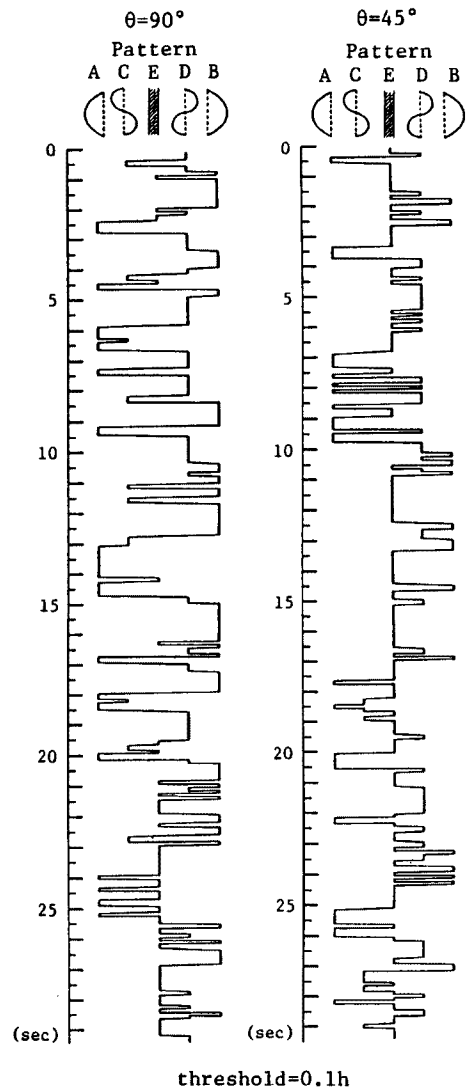 θ=90°
Pattern
A C E D B
0
5
10
15
20
25
(sec)
θ=45°
Pattern
A C E D B
0
5
10
15
20
25
(sec)
threshold=0.1h